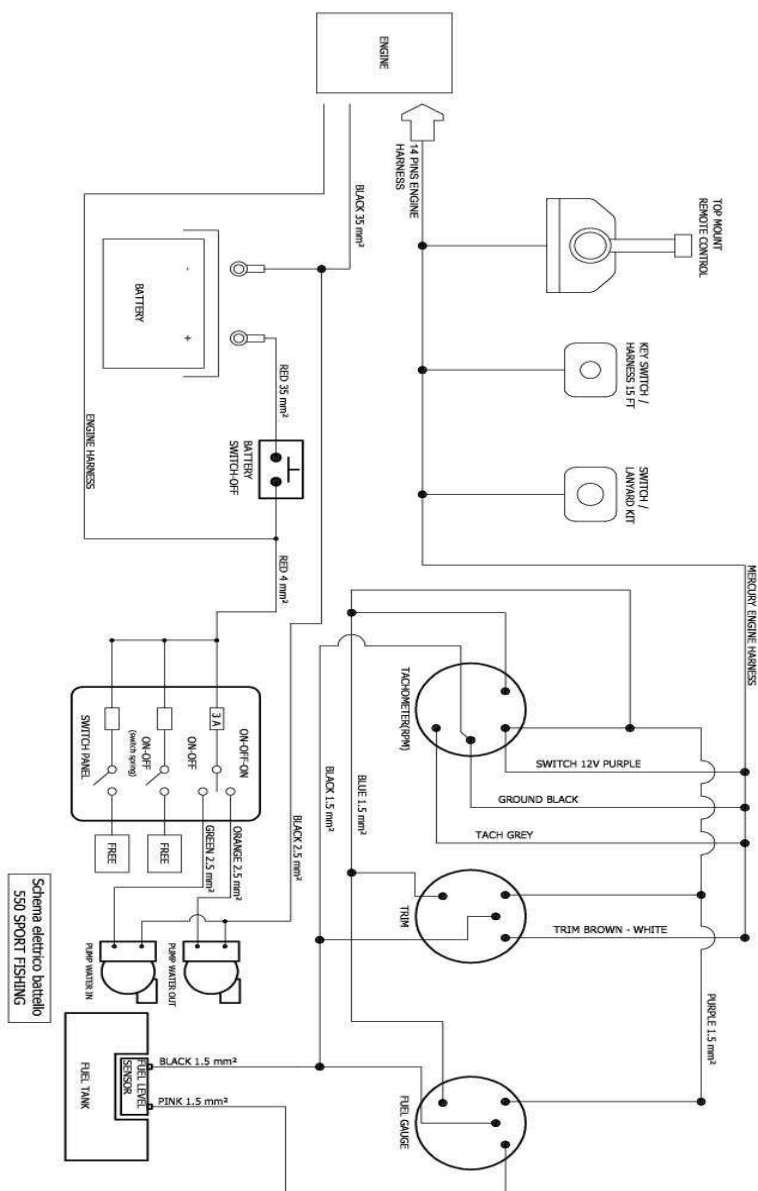 ENGINE
14 PINS ENGINE
HARNESS
BLACK 35 mm²
TOP MOUNT
REMOTE CONTROL
KEY SWITCH /
HARNESS 15 FT
SWITCH /
LANYARD KIT
MERCURY ENGINE HARNESS
-
+
BATTERY
RED 35 mm²
BATTERY
SWITCH-OFF
ENGINE HARNESS
RED 4 mm²
TACHOMETER(RPM)
SWITCH 12V PURPLE
GROUND BLACK
TACH GREY
BLUE 1.5 mm²
BLACK 1.5 mm²
BLACK 2.5 mm²
3 A
ON-OFF-ON
ON-OFF
ON-OFF
(switch spring)
SWITCH PANEL
FREE
FREE
ORANGE 2.5 mm²
GREEN 2.5 mm²
TRIM
TRIM BROWN - WHITE
PURPLE 1.5 mm²
PUMP WATER OUT
PUMP WATER IN
FUEL GAUGE
BLACK 1.5 mm²
PINK 1.5 mm²
FUEL LEVEL
SENSOR
FUEL TANK
Schema elettrico battello
550 SPORT FISHING